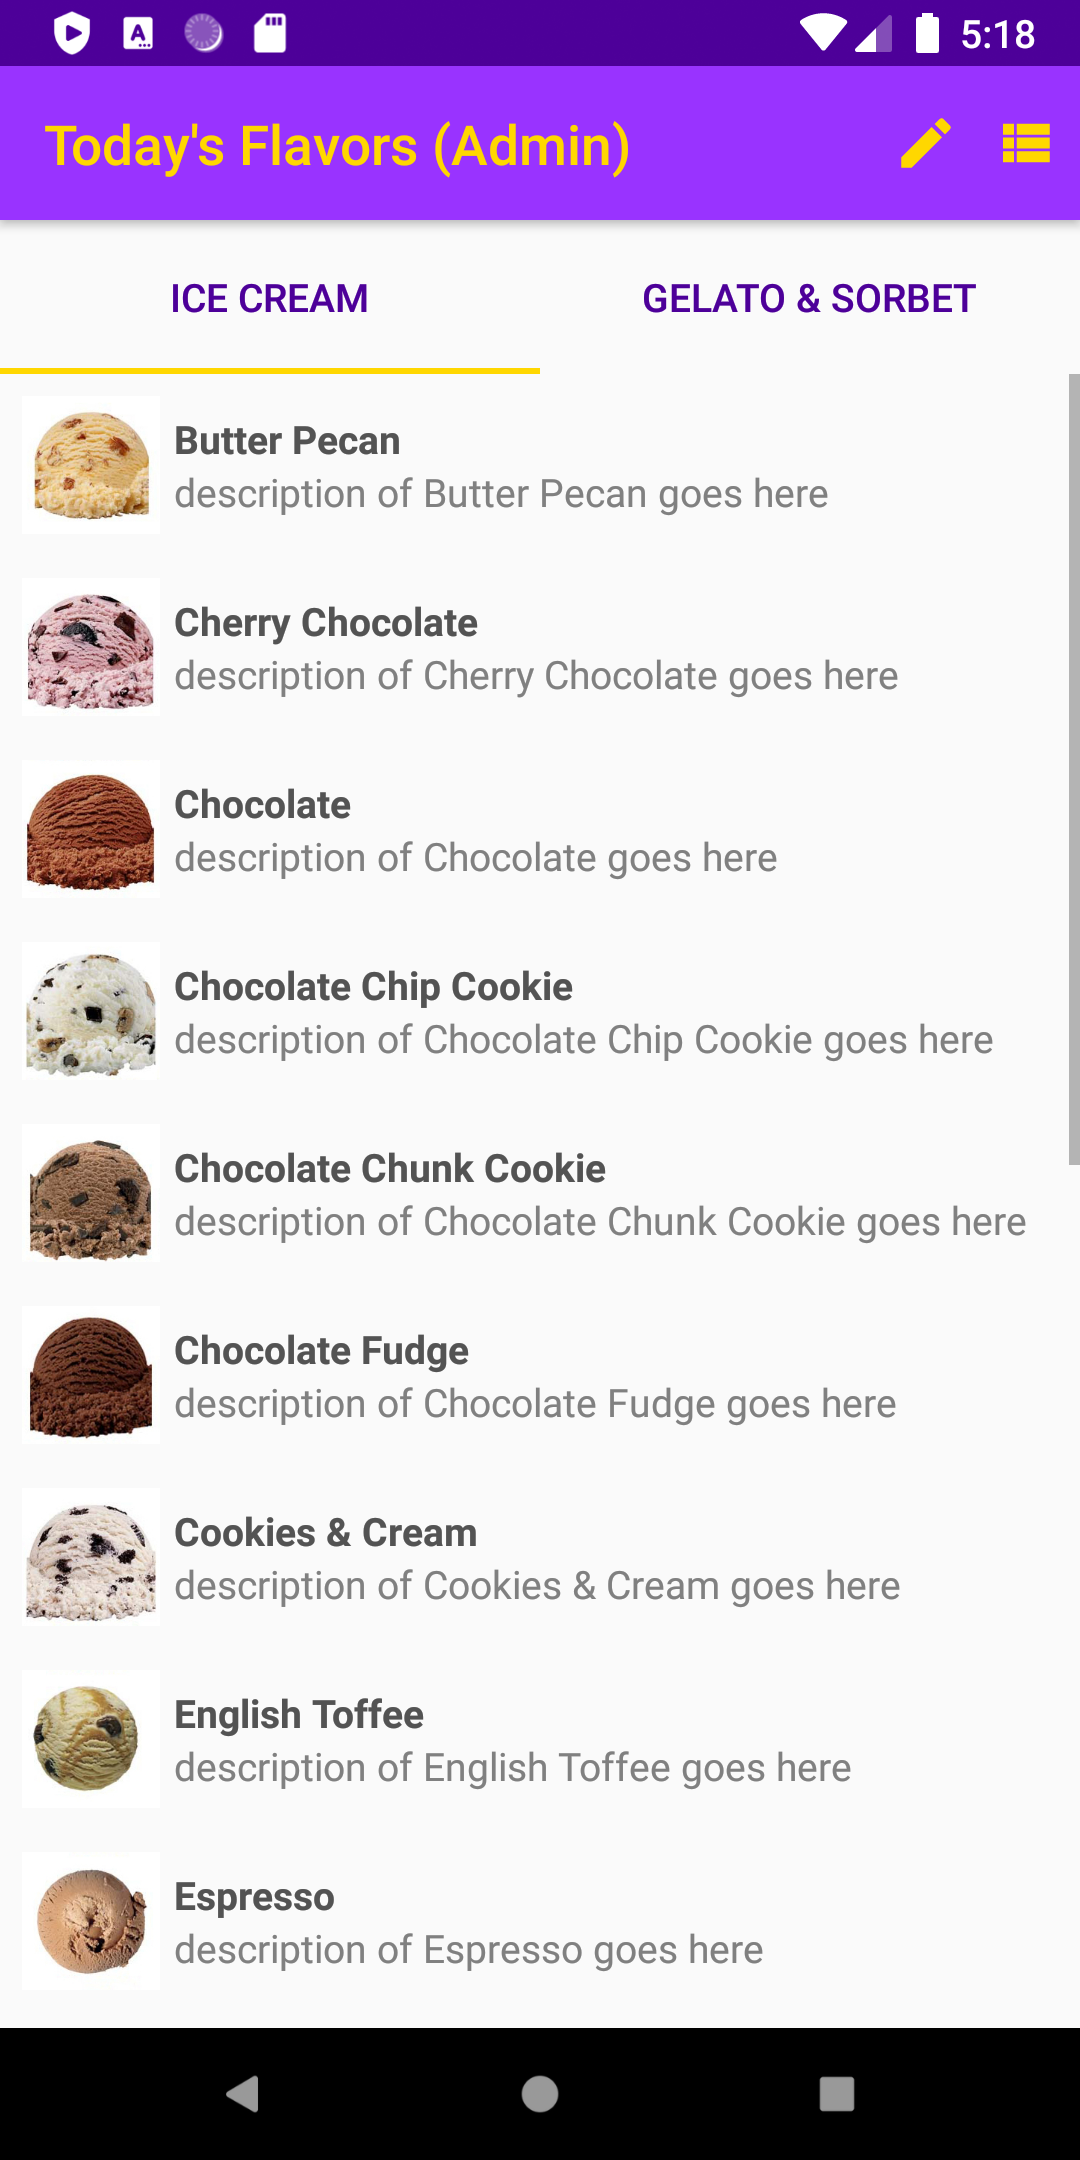 5:18
Today's Flavors (Admin)
ICE CREAM
GELATO & SORBET
Butter Pecan
description of Butter Pecan goes here
Cherry Chocolate
description of Cherry Chocolate goes here
Chocolate
description of Chocolate goes here
Chocolate Chip Cookie
description of Chocolate Chip Cookie goes here
Chocolate Chunk Cookie
description of Chocolate Chunk Cookie goes here
Chocolate Fudge
description of Chocolate Fudge goes here
Cookies & Cream
description of Cookies & Cream goes here
English Toffee
description of English Toffee goes here
Espresso
description of Espresso goes here